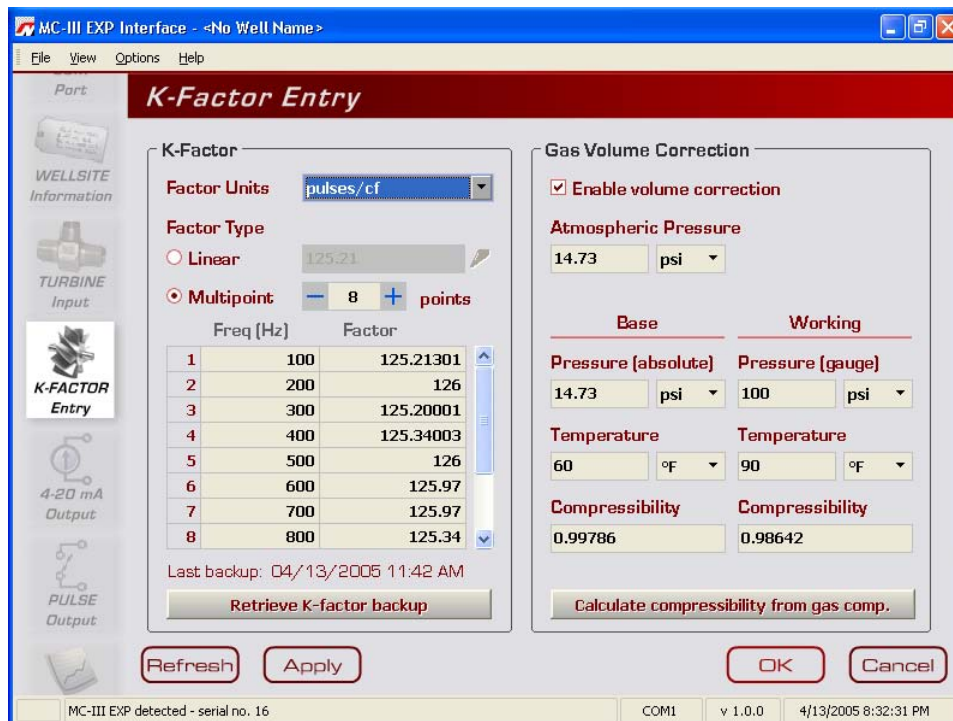 MC-III EXP Interface - <No Well Name>
File View Options Help
Port
WELLSITE
Information
TURBINE
Input
K-FACTOR
Entry
4-20 mA
Output
PULSE
Output
K-Factor Entry
K-Factor
Factor Units pulses/cf
Factor Type
Linear 125.21
Multipoint − 8 + points
Freq (Hz) Factor
1 100 125.21301
2 200 126
3 300 125.20001
4 400 125.34003
5 500 126
6 600 125.97
7 700 125.97
8 800 125.34
Last backup: 04/13/2005 11:42 AM
Retrieve K-factor backup
Gas Volume Correction
Enable volume correction
Atmospheric Pressure
14.73 psi
Base Working
Pressure (absolute) Pressure (gauge)
14.73 psi 100 psi
Temperature Temperature
60 °F 90 °F
Compressibility Compressibility
0.99786 0.98642
Calculate compressibility from gas comp.
Refresh Apply OK Cancel
MC-III EXP detected - serial no. 16 COM1 v 1.0.0 4/13/2005 8:32:31 PM